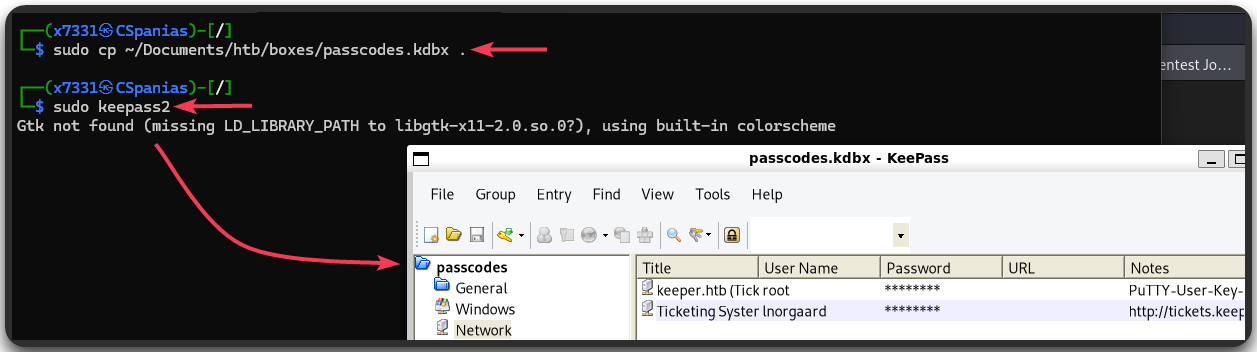 ┌──(x7331㉿CSpanias)-[/]
└─$ sudo cp ~/Documents/htb/boxes/passcodes.kdbx .
entest Jo...
┌──(x7331㉿CSpanias)-[/]
└─$ sudo keepass2
Gtk not found (missing LD_LIBRARY_PATH to libgtk-x11-2.0.so.0?), using built-in colorscheme
passcodes.kdbx - KeePass
File Group Entry Find View Tools Help
passcodes
General
Windows
Network
Title User Name Password URL Notes
keeper.htb (Tick root ******** PuTTY-User-Key-
Ticketing Syster lnorgaard ******** http://tickets.keep